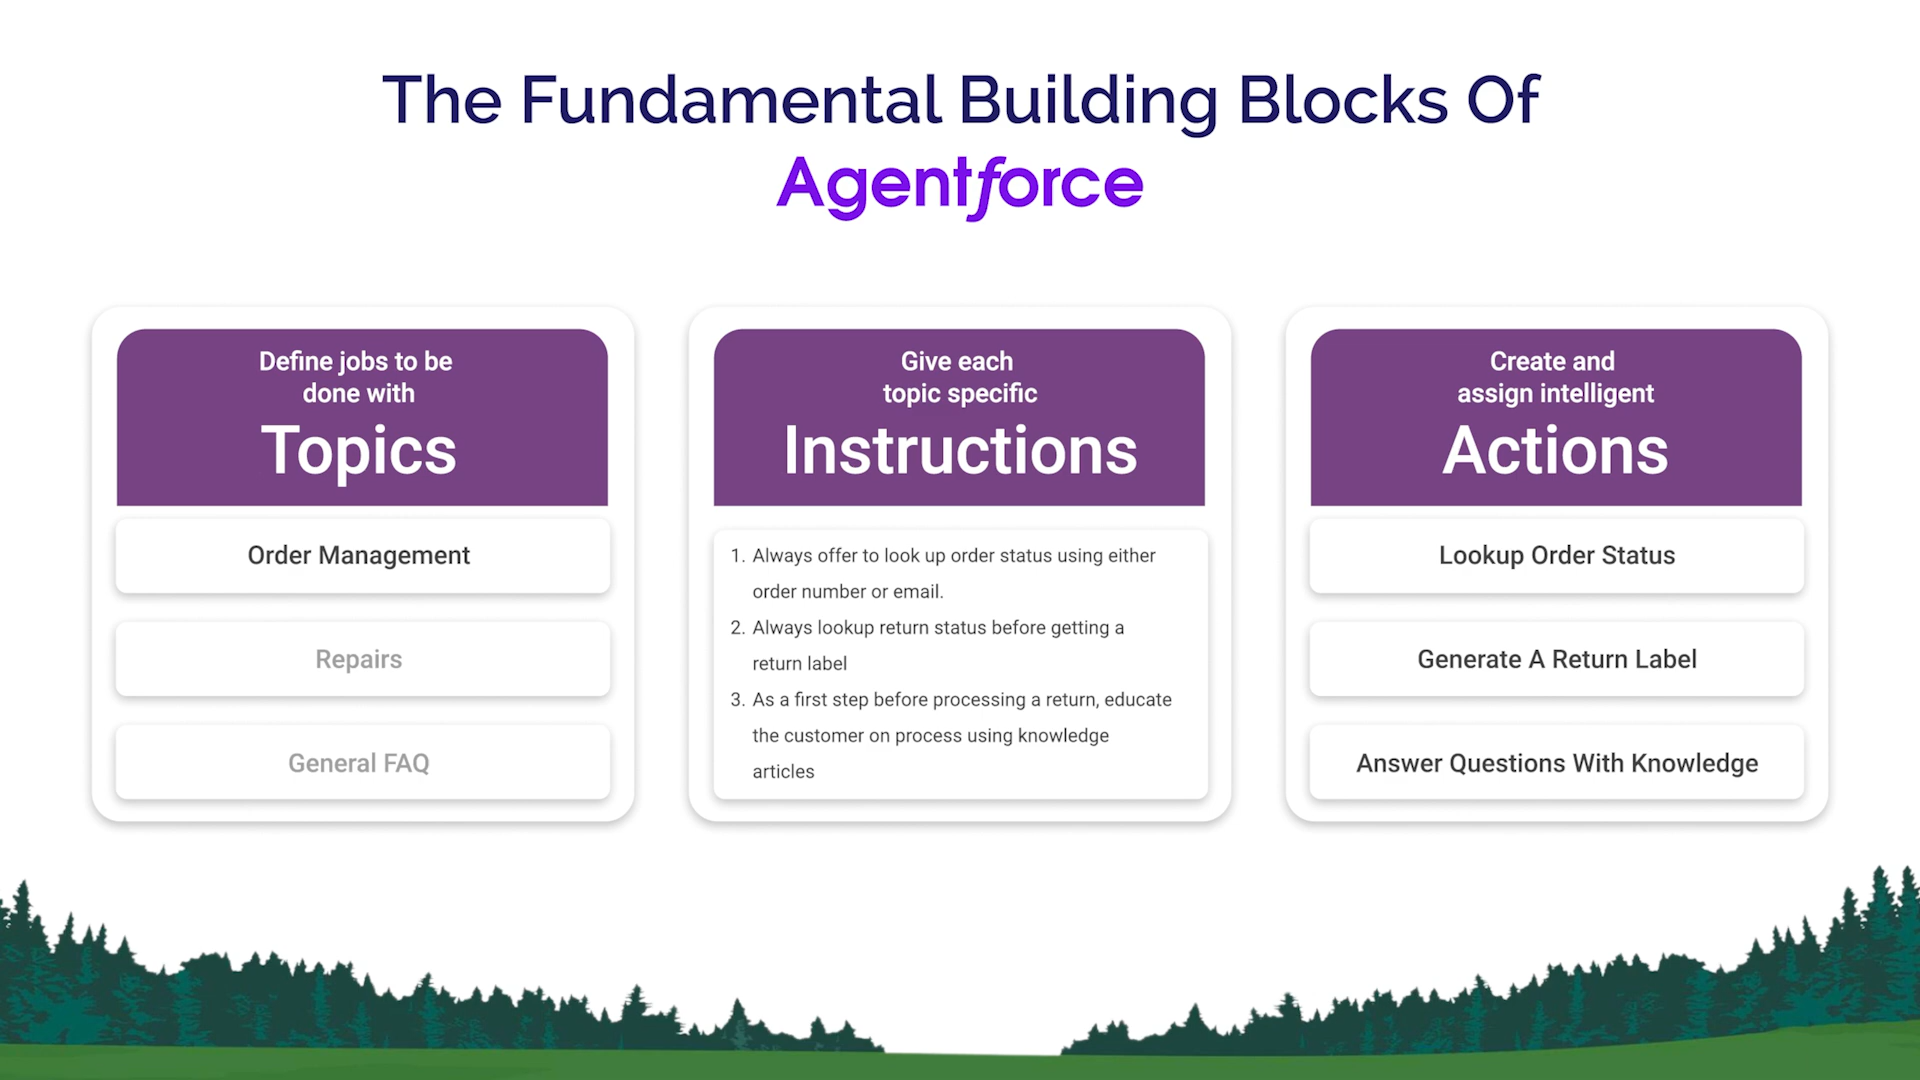 The Fundamental Building Blocks Of
Agentforce
Define jobs to be
done with
Topics
Order Management
Repairs
General FAQ
Give each
topic specific
Instructions
1. Always offer to look up order status using either
order number or email.
2. Always lookup return status before getting a
return label
3. As a first step before processing a return, educate
the customer on process using knowledge
articles
Create and
assign intelligent
Actions
Lookup Order Status
Generate A Return Label
Answer Questions With Knowledge